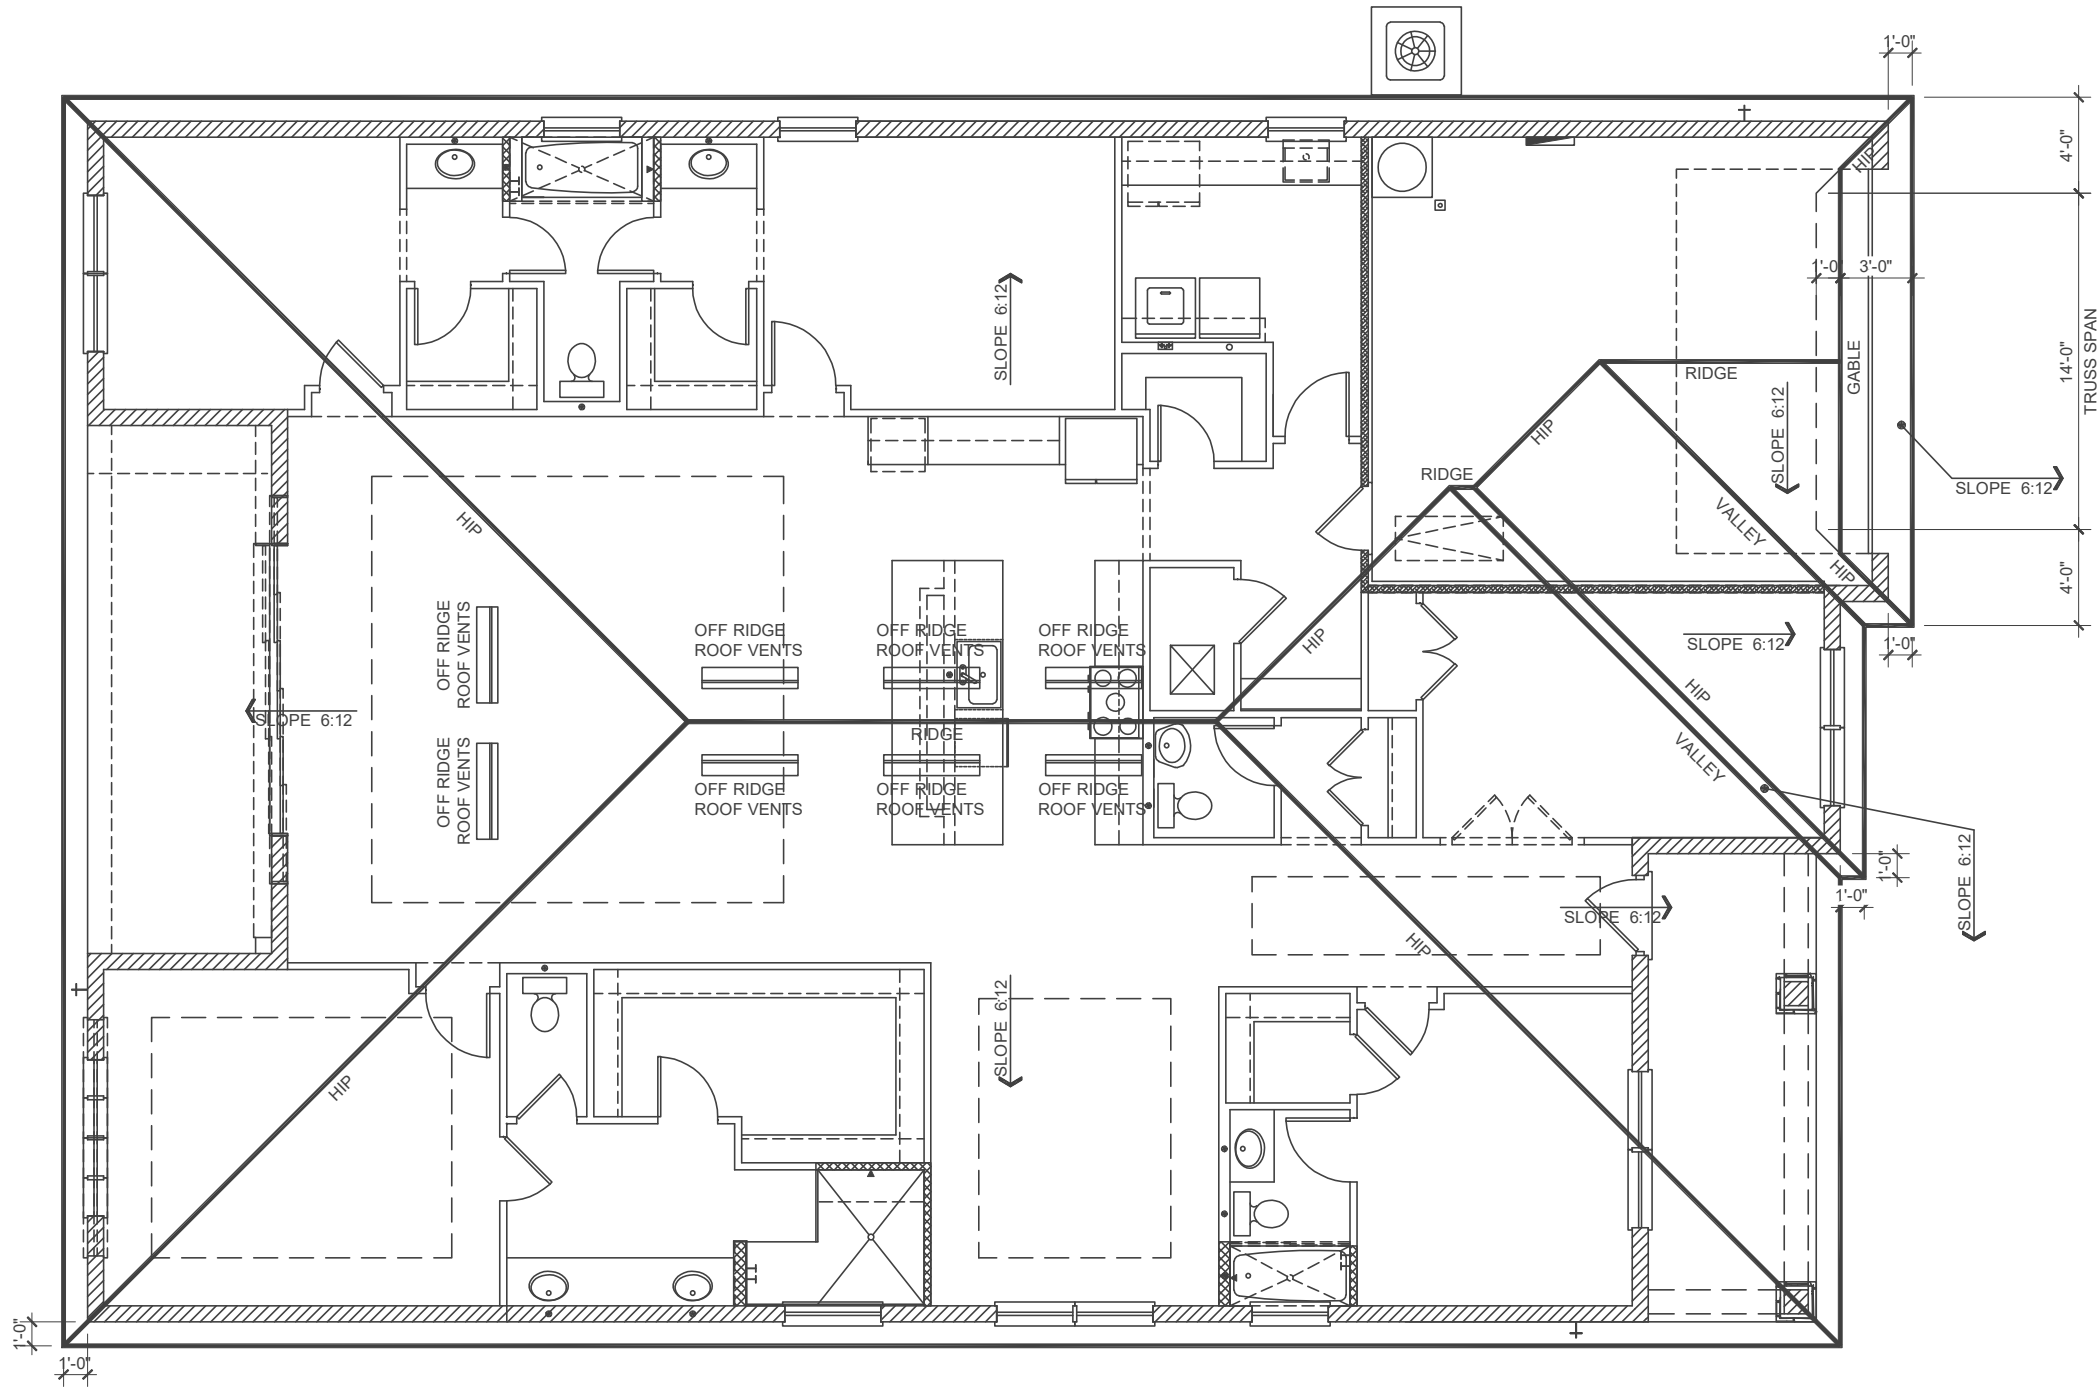 1'-0"
4'-0"
HIP
1'-0"
3'-0"
SLOPE 6:12
14'-0"
TRUSS SPAN
GABLE
RIDGE
SLOPE 6:12
HIP
RIDGE
SLOPE 6:12
VALLEY
HIP
HIP
4'-0"
OFF RIDGE
ROOF VENTS
OFF RIDGE
ROOF VENTS
OFF RIDGE
ROOF VENTS
OFF RIDGE
ROOF VENTS
HIP
SLOPE 6:12
1'-0"
HIP
SLOPE 6:12
RIDGE
VALLEY
OFF RIDGE
ROOF VENTS
OFF RIDGE
ROOF VENTS
OFF RIDGE
ROOF VENTS
OFF RIDGE
ROOF VENTS
SLOPE 6:12
1'-0"
1'-0"
SLOPE 6:12
HIP
SLOPE 6:12
HIP
1'-0"
1'-0"